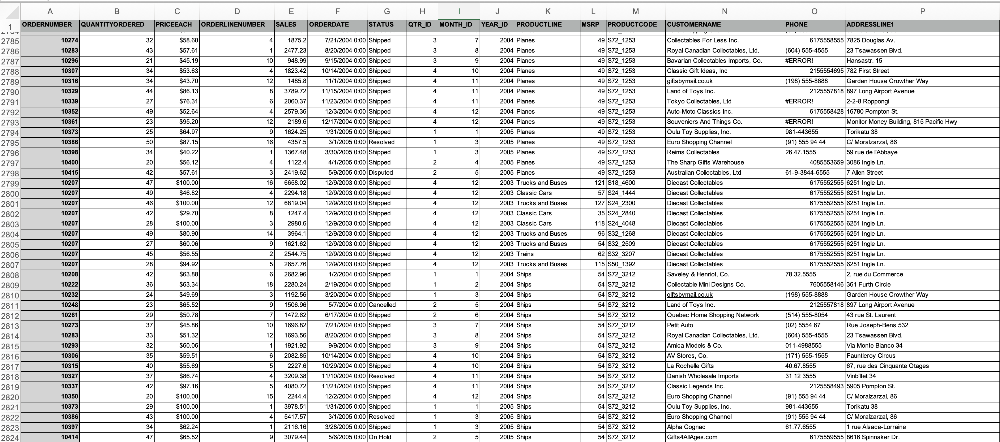 A B C D E F G H I J K L M N O P
1 ORDERNUMBER QUANTITYORDERED PRICEEACH ORDERLINENUMBER SALES ORDERDATE STATUS QTR_ID MONTH_ID YEAR_ID PRODUCTLINE MSRP PRODUCTCODE CUSTOMERNAME PHONE ADDRESSLINE1
2785 10274 32 $58.60 4 1875.2 7/21/2004 0:00 Shipped 3 7 2004 Planes 49 S72_1253 Collectables For Less Inc. 6175558555 7825 Douglas Av.
2786 10283 43 $57.61 1 2477.23 8/20/2004 0:00 Shipped 3 8 2004 Planes 49 S72_1253 Royal Canadian Collectables, Ltd. (604) 555-4555 23 Tsawassen Blvd.
2787 10296 21 $45.19 10 948.99 9/15/2004 0:00 Shipped 3 9 2004 Planes 49 S72_1253 Bavarian Collectables Imports, Co. #ERROR! Hansastr. 15
2788 10307 34 $53.63 4 1823.42 10/14/2004 0:00 Shipped 4 10 2004 Planes 49 S72_1253 Classic Gift Ideas, Inc 2155554695 782 First Street
2789 10316 34 $43.70 12 1485.8 11/1/2004 0:00 Shipped 4 11 2004 Planes 49 S72_1253 giftsbymail.co.uk (198) 555-8888 Garden House Crowther Way
2790 10329 44 $86.13 8 3789.72 11/15/2004 0:00 Shipped 4 11 2004 Planes 49 S72_1253 Land of Toys Inc. 2125557818 897 Long Airport Avenue
2791 10339 27 $76.31 6 2060.37 11/23/2004 0:00 Shipped 4 11 2004 Planes 49 S72_1253 Tokyo Collectables, Ltd #ERROR! 2-2-8 Roppongi
2792 10352 49 $52.64 4 2579.36 12/3/2004 0:00 Shipped 4 12 2004 Planes 49 S72_1253 Auto-Moto Classics Inc. 6175558428 16780 Pompton St.
2793 10361 23 $95.20 12 2189.6 12/17/2004 0:00 Shipped 4 12 2004 Planes 49 S72_1253 Souveniers And Things Co. #ERROR! Monitor Money Building, 815 Pacific Hwy
2794 10373 25 $64.97 9 1624.25 1/31/2005 0:00 Shipped 1 1 2005 Planes 49 S72_1253 Oulu Toy Supplies, Inc. 981-443655 Torikatu 38
2795 10386 50 $87.15 16 4357.5 3/1/2005 0:00 Resolved 1 3 2005 Planes 49 S72_1253 Euro Shopping Channel (91) 555 94 44 C/ Moralzarzal, 86
2796 10398 34 $40.22 1 1367.48 3/30/2005 0:00 Shipped 1 3 2005 Planes 49 S72_1253 Reims Collectables 26.47.1555 59 rue de l'Abbaye
2797 10400 20 $56.12 4 1122.4 4/1/2005 0:00 Shipped 2 4 2005 Planes 49 S72_1253 The Sharp Gifts Warehouse 4085553659 3086 Ingle Ln.
2798 10415 42 $57.61 3 2419.62 5/9/2005 0:00 Disputed 2 5 2005 Planes 49 S72_1253 Australian Collectables, Ltd 61-9-3844-6555 7 Allen Street
2799 10207 47 $100.00 16 6658.02 12/9/2003 0:00 Shipped 4 12 2003 Trucks and Buses 121 S18_4600 Diecast Collectables 6175552555 6251 Ingle Ln.
2800 10207 49 $46.82 4 2294.18 12/9/2003 0:00 Shipped 4 12 2003 Classic Cars 57 S24_1444 Diecast Collectables 6175552555 6251 Ingle Ln.
2801 10207 46 $100.00 12 6819.04 12/9/2003 0:00 Shipped 4 12 2003 Trucks and Buses 127 S24_2300 Diecast Collectables 6175552555 6251 Ingle Ln.
2802 10207 42 $29.70 8 1247.4 12/9/2003 0:00 Shipped 4 12 2003 Classic Cars 35 S24_2840 Diecast Collectables 6175552555 6251 Ingle Ln.
2803 10207 28 $100.00 3 2980.6 12/9/2003 0:00 Shipped 4 12 2003 Classic Cars 118 S24_4048 Diecast Collectables 6175552555 6251 Ingle Ln.
2804 10207 49 $80.90 14 3964.1 12/9/2003 0:00 Shipped 4 12 2003 Trucks and Buses 96 S32_1268 Diecast Collectables 6175552555 6251 Ingle Ln.
2805 10207 27 $60.06 9 1621.62 12/9/2003 0:00 Shipped 4 12 2003 Trucks and Buses 54 S32_2509 Diecast Collectables 6175552555 6251 Ingle Ln.
2806 10207 45 $56.55 2 2544.75 12/9/2003 0:00 Shipped 4 12 2003 Trains 62 S32_3207 Diecast Collectables 6175552555 6251 Ingle Ln.
2807 10207 28 $94.92 5 2657.76 12/9/2003 0:00 Shipped 4 12 2003 Trucks and Buses 115 S50_1392 Diecast Collectables 6175552555 6251 Ingle Ln.
2808 10208 42 $63.88 6 2682.96 1/2/2004 0:00 Shipped 1 1 2004 Ships 54 S72_3212 Saveley & Henriot, Co. 78.32.5555 2, rue du Commerce
2809 10222 36 $63.34 18 2280.24 2/19/2004 0:00 Shipped 1 2 2004 Ships 54 S72_3212 Collectable Mini Designs Co. 7605558146 361 Furth Circle
2810 10232 24 $49.69 3 1192.56 3/20/2004 0:00 Shipped 1 3 2004 Ships 54 S72_3212 giftsbymail.co.uk (198) 555-8888 Garden House Crowther Way
2811 10248 23 $65.52 9 1506.96 5/7/2004 0:00 Cancelled 2 5 2004 Ships 54 S72_3212 Land of Toys Inc. 2125557818 897 Long Airport Avenue
2812 10261 29 $50.78 7 1472.62 6/17/2004 0:00 Shipped 2 6 2004 Ships 54 S72_3212 Quebec Home Shopping Network (514) 555-8054 43 rue St. Laurent
2813 10273 37 $45.86 10 1696.82 7/21/2004 0:00 Shipped 3 7 2004 Ships 54 S72_3212 Petit Auto (02) 5554 67 Rue Joseph-Bens 532
2814 10283 33 $51.32 12 1693.56 8/20/2004 0:00 Shipped 3 8 2004 Ships 54 S72_3212 Royal Canadian Collectables, Ltd. (604) 555-4555 23 Tsawassen Blvd.
2815 10293 32 $60.06 1 1921.92 9/9/2004 0:00 Shipped 3 9 2004 Ships 54 S72_3212 Amica Models & Co. 011-4988555 Via Monte Bianco 34
2816 10306 35 $59.51 6 2082.85 10/14/2004 0:00 Shipped 4 10 2004 Ships 54 S72_3212 AV Stores, Co. (171) 555-1555 Fauntleroy Circus
2817 10315 40 $55.69 5 2227.6 10/29/2004 0:00 Shipped 4 10 2004 Ships 54 S72_3212 La Rochelle Gifts 40.67.8555 67, rue des Cinquante Otages
2818 10327 37 $86.74 4 3209.38 11/10/2004 0:00 Resolved 4 11 2004 Ships 54 S72_3212 Danish Wholesale Imports 31 12 3555 Vinb'ltet 34
2819 10337 42 $97.16 5 4080.72 11/21/2004 0:00 Shipped 4 11 2004 Ships 54 S72_3212 Classic Legends Inc. 2125558493 5905 Pompton St.
2820 10350 20 $100.00 15 2244.4 12/2/2004 0:00 Shipped 4 12 2004 Ships 54 S72_3212 Euro Shopping Channel (91) 555 94 44 C/ Moralzarzal, 86
2821 10373 29 $100.00 1 3978.51 1/31/2005 0:00 Shipped 1 1 2005 Ships 54 S72_3212 Oulu Toy Supplies, Inc. 981-443655 Torikatu 38
2822 10386 43 $100.00 4 5417.57 3/1/2005 0:00 Resolved 1 3 2005 Ships 54 S72_3212 Euro Shopping Channel (91) 555 94 44 C/ Moralzarzal, 86
2823 10397 34 $62.24 1 2116.16 3/28/2005 0:00 Shipped 1 3 2005 Ships 54 S72_3212 Alpha Cognac 61.77.6555 1 rue Alsace-Lorraine
2824 10414 47 $65.52 9 3079.44 5/6/2005 0:00 On Hold 2 5 2005 Ships 54 S72_3212 Gifts4AllAges.com 6175559555 8616 Spinnaker Dr.